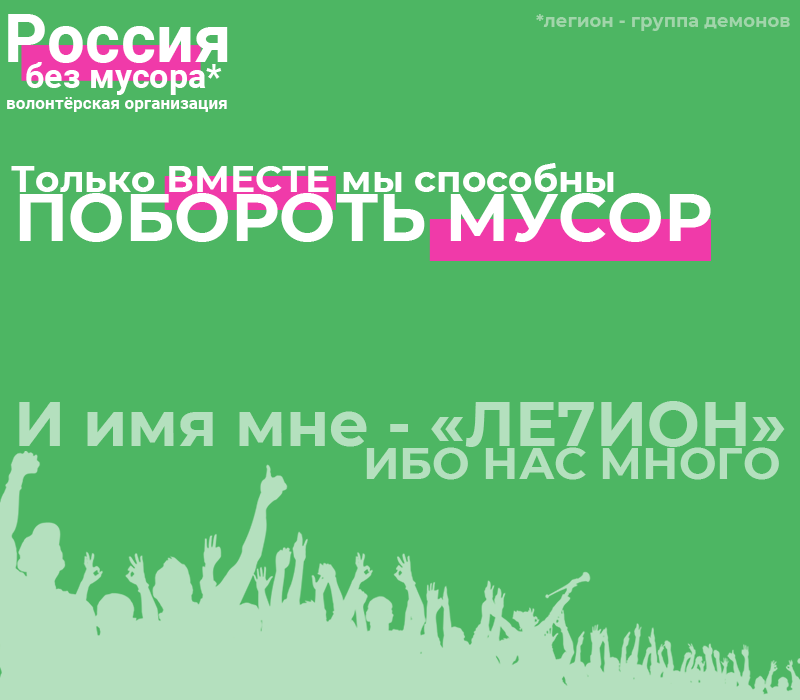 Россия
без мусора*
волонтёрская организация
*легион - группа демонов
Только ВМЕСТЕ мы способны
ПОБОРОТЬ МУСОР
И имя мне - «ЛЕ7ИОН»
ИБО НАС МНОГО